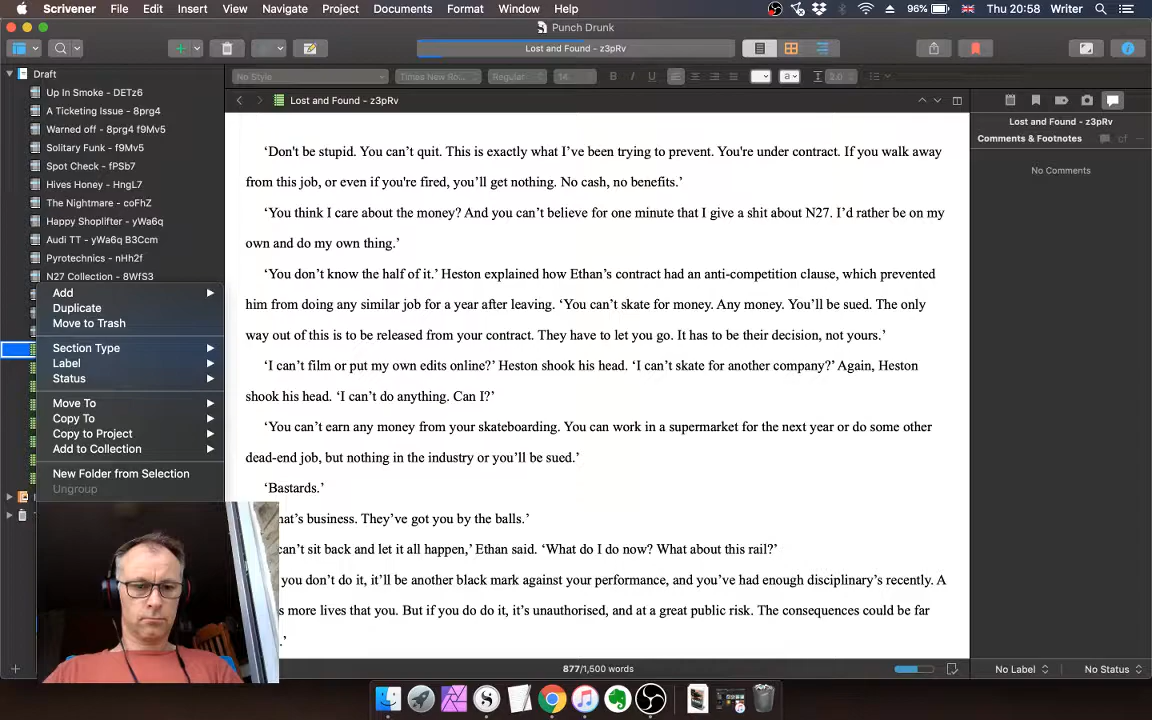 Scrivener File Edit Insert View Navigate Project Documents Format Window Help 96% Thu 20:58 Writer
Punch Drunk
Lost and Found - z3pRv
No Style Times New Ro... Regular 14 B I U a 2.0
Draft
Up In Smoke - DETz6
A Ticketing Issue - 8prg4
Warned off - 8prg4 f9Mv5
Solitary Funk - f9Mv5
Spot Check - fPSb7
Hives Honey - HngL7
The Nightmare - coFhZ
Happy Shoplifter - yWa6q
Audi TT - yWa6q B3Ccm
Pyrotechnics - nHh2f
N27 Collection - 8WfS3
Add
Duplicate
Move to Trash
Section Type
Label
Status
Move To
Copy To
Copy to Project
Add to Collection
New Folder from Selection
Ungroup
Lost and Found - z3pRv
‘Don't be stupid. You can’t quit. This is exactly what I’ve been trying to prevent. You're under contract. If you walk away
from this job, or even if you're fired, you’ll get nothing. No cash, no benefits.’
‘You think I care about the money? And you can’t believe for one minute that I give a shit about N27. I’d rather be on my
own and do my own thing.’
‘You don’t know the half of it.’ Heston explained how Ethan’s contract had an anti-competition clause, which prevented
him from doing any similar job for a year after leaving. ‘You can’t skate for money. Any money. You’ll be sued. The only
way out of this is to be released from your contract. They have to let you go. It has to be their decision, not yours.’
‘I can’t film or put my own edits online?’ Heston shook his head. ‘I can’t skate for another company?’ Again, Heston
shook his head. ‘I can’t do anything. Can I?’
‘You can’t earn any money from your skateboarding. You can work in a supermarket for the next year or do some other
dead-end job, but nothing in the industry or you’ll be sued.’
‘Bastards.’
hat’s business. They’ve got you by the balls.’
can’t sit back and let it all happen,’ Ethan said. ‘What do I do now? What about this rail?’
you don’t do it, it’ll be another black mark against your performance, and you’ve had enough disciplinary’s recently. A
s more lives that you. But if you do do it, it’s unauthorised, and at a great public risk. The consequences could be far
.’
877/1,500 words
Lost and Found - z3pRv
Comments & Footnotes cf
No Comments
No Label No Status